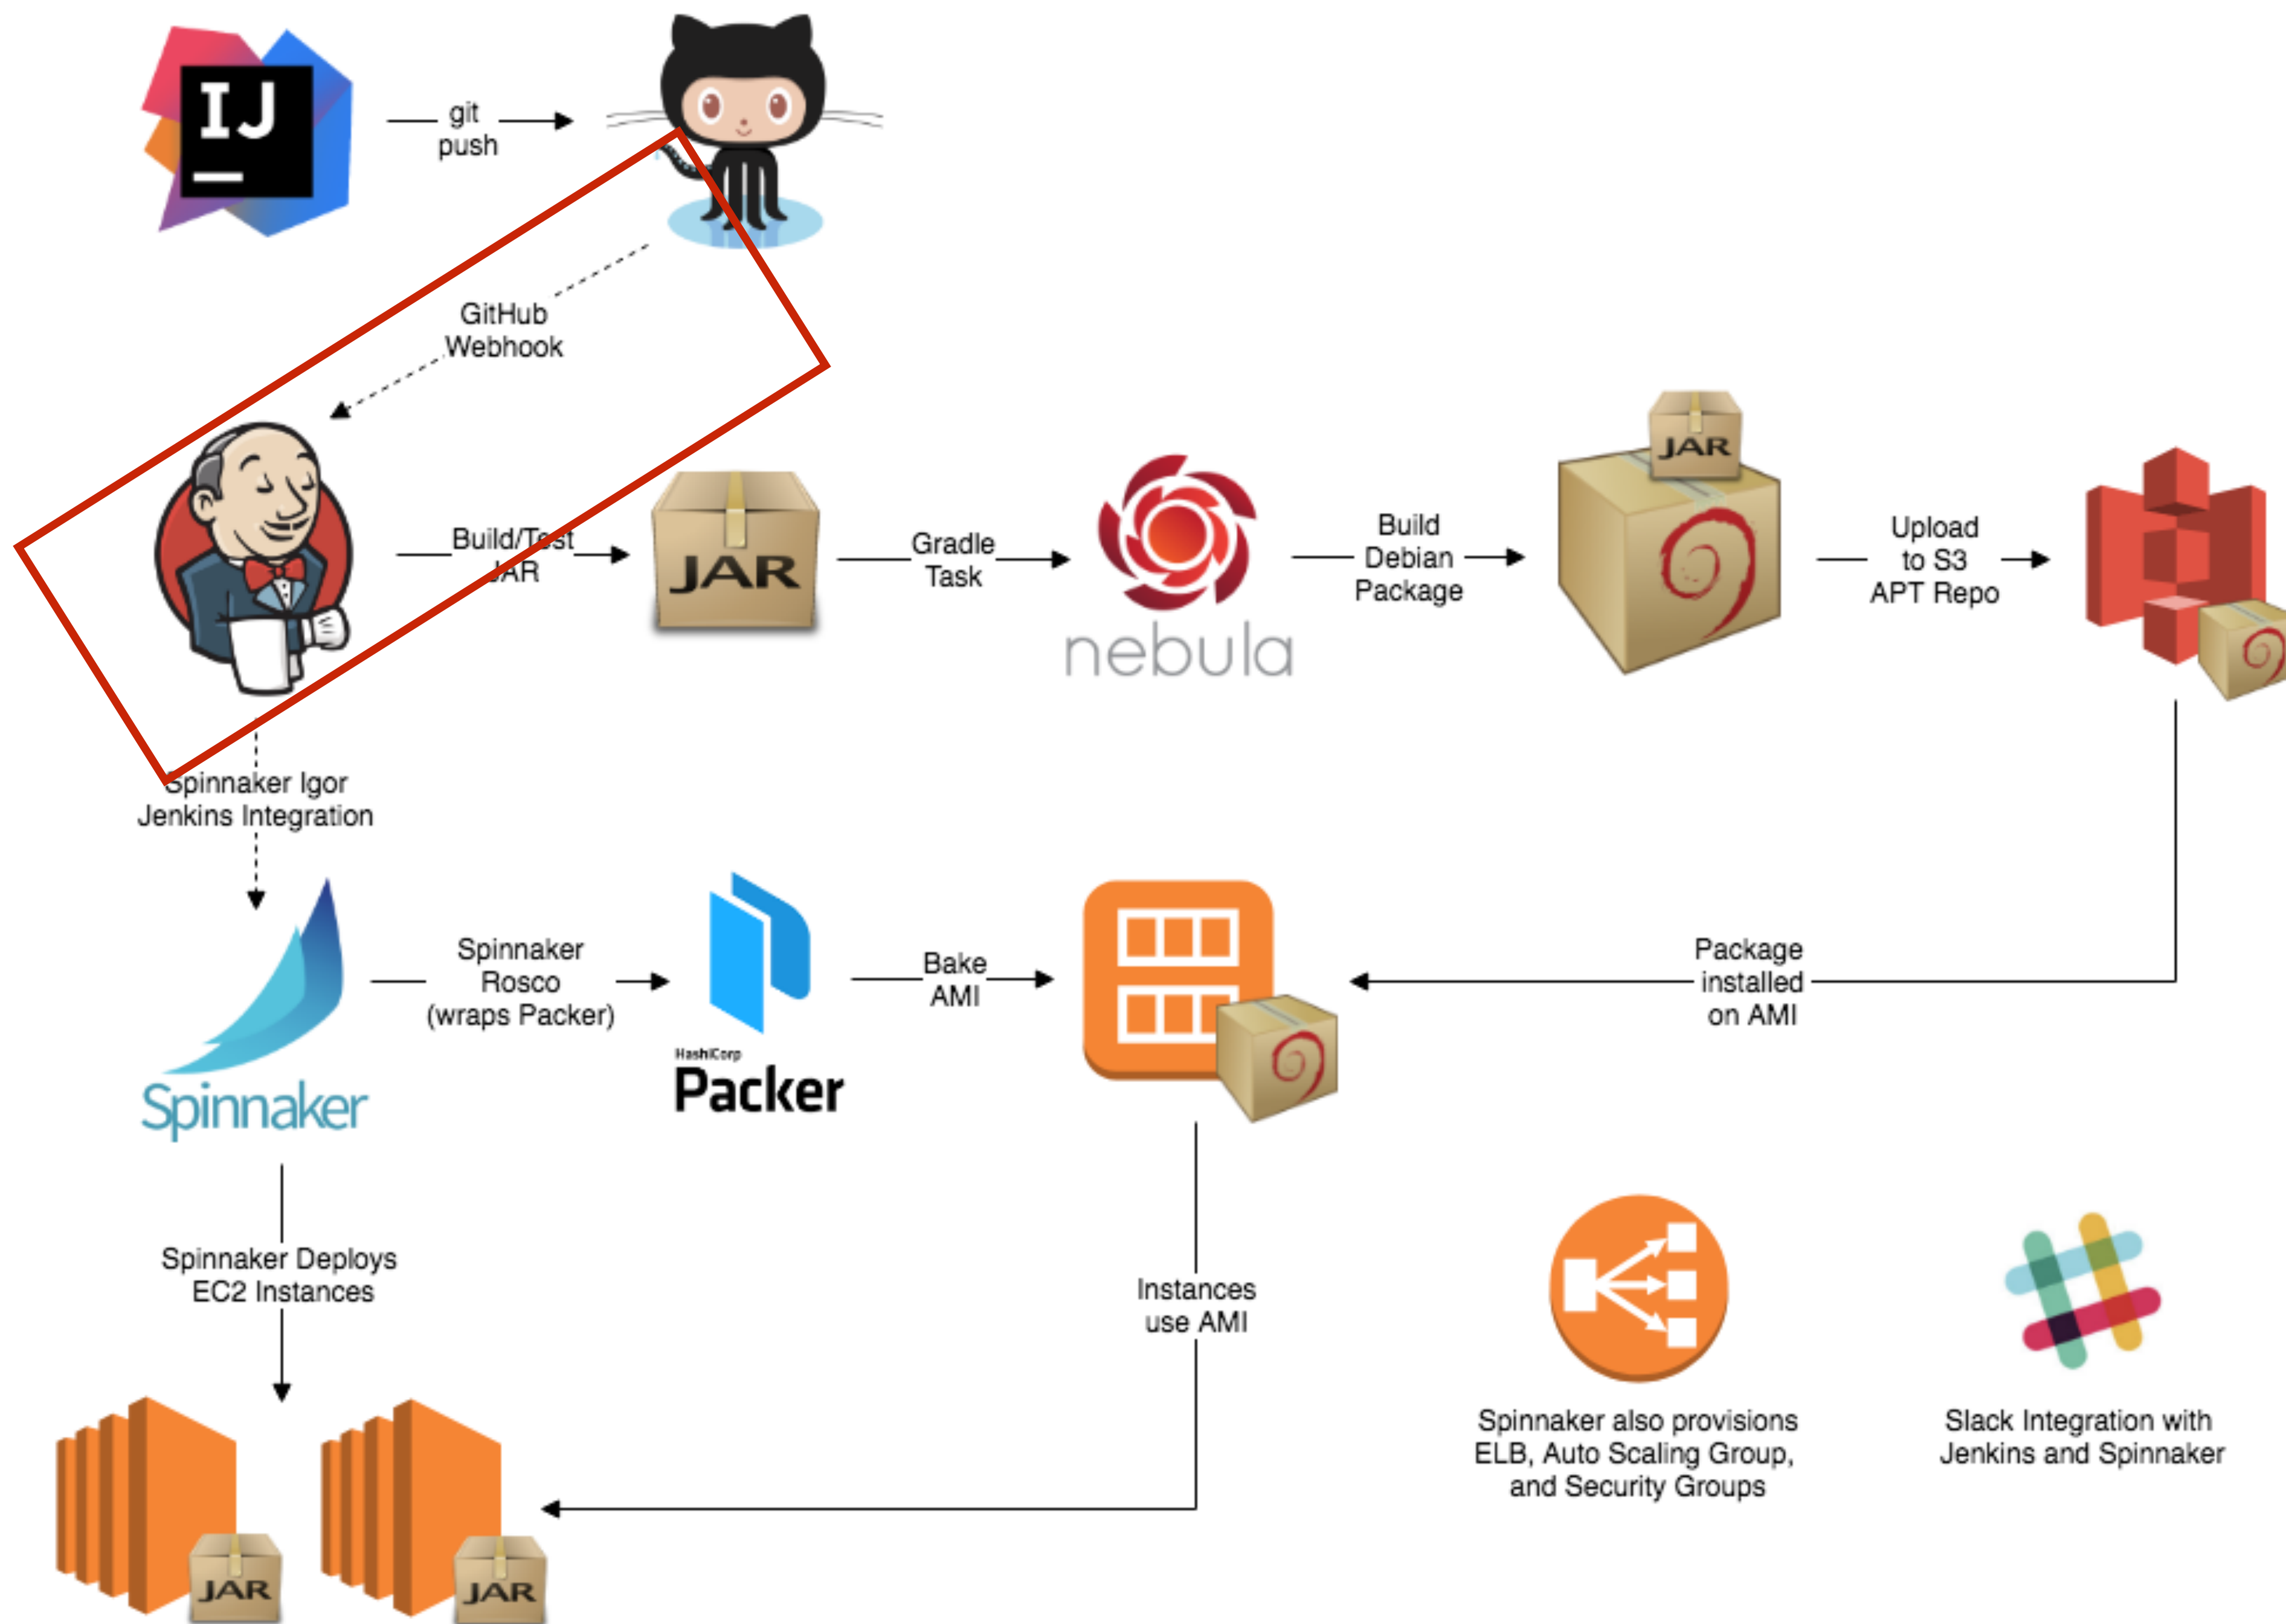 IJ
git
push
GitHub
Webhook
Build/Test
JAR
JAR
Gradle
Task
nebula
Build
Debian
Package
JAR
Upload
to S3
APT Repo
Spinnaker Igor
Jenkins Integration
Spinnaker
Spinnaker
Rosco
(wraps Packer)
HashiCorp
Packer
Bake
AMI
Package
installed
on AMI
Spinnaker Deploys
EC2 Instances
Instances
use AMI
Spinnaker also provisions
ELB, Auto Scaling Group,
and Security Groups
Slack Integration with
Jenkins and Spinnaker
JAR
JAR